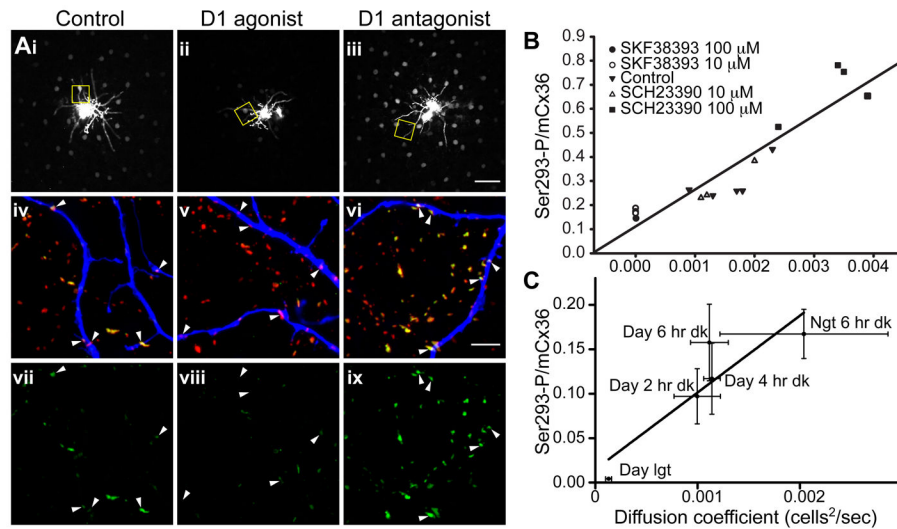 Control
D1 agonist
D1 antagonist
Ai
ii
iii
iv
v
vi
vii
viii
ix
B
Ser293-P/mCx36
0.9
0.8
0.7
0.6
0.5
0.4
0.3
0.2
0.1
0.0
SKF38393 100 µM
SKF38393 10 µM
Control
SCH23390 10 µM
SCH23390 100 µM
0.000 0.001 0.002 0.003 0.004
C
Ser293-P/mCx36
0.20
0.15
0.10
0.05
0.00
Day 6 hr dk
Ngt 6 hr dk
Day 2 hr dk
Day 4 hr dk
Day lgt
0 0.001 0.002
Diffusion coefficient (cells²/sec)